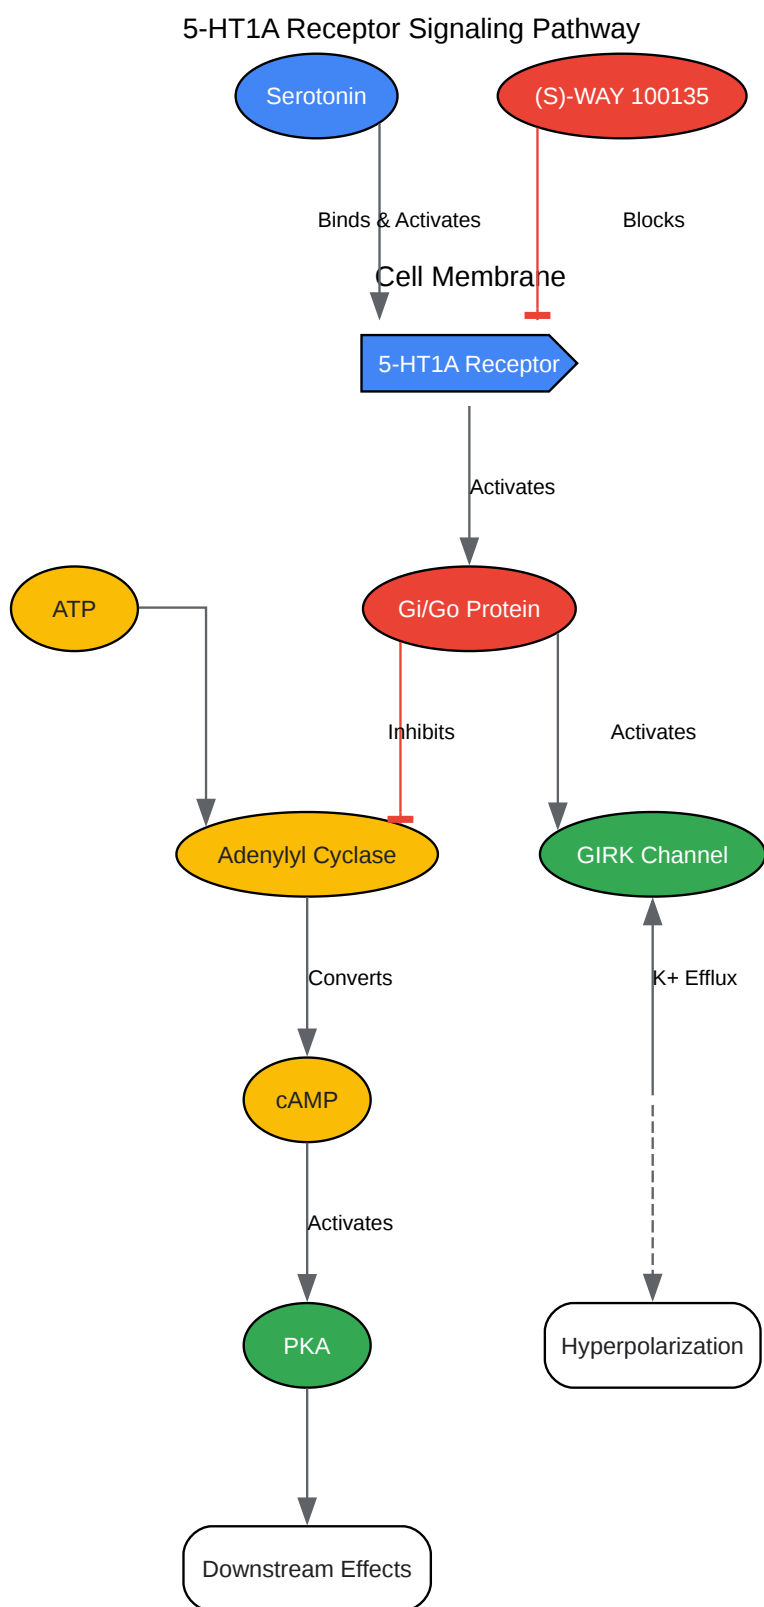 5-HT1A Receptor Signaling Pathway
Serotonin
(S)-WAY 100135
Binds & Activates
Blocks
Cell Membrane
5-HT1A Receptor
Activates
ATP
Gi/Go Protein
Inhibits
Activates
Adenylyl Cyclase
GIRK Channel
Converts
K+ Efflux
cAMP
Activates
PKA
Hyperpolarization
Downstream Effects